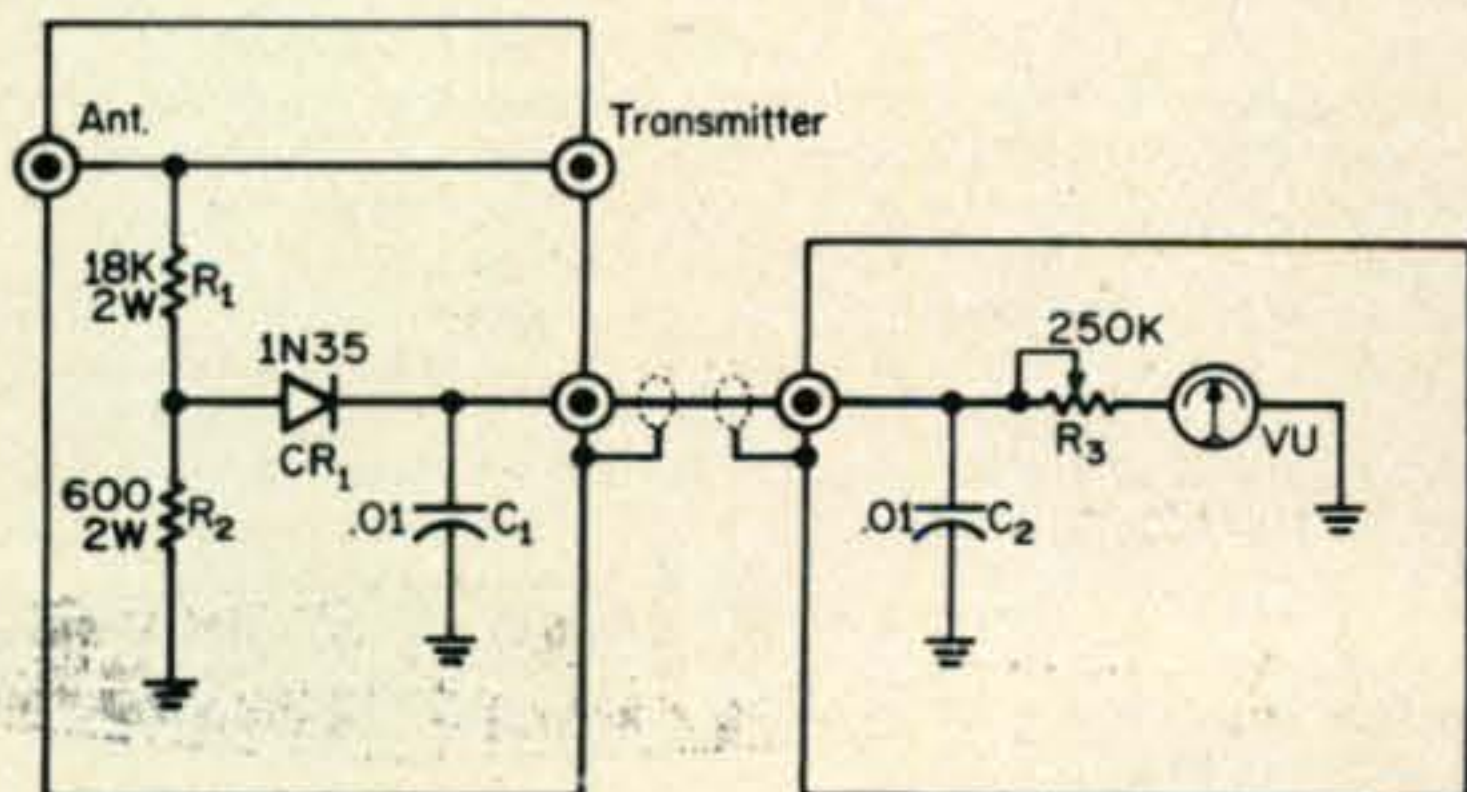 Ant.
Transmitter
18K
2W
R1
1N35
CR1
600
2W
R2
.01
C1
250K
R3
VU
.01
C2